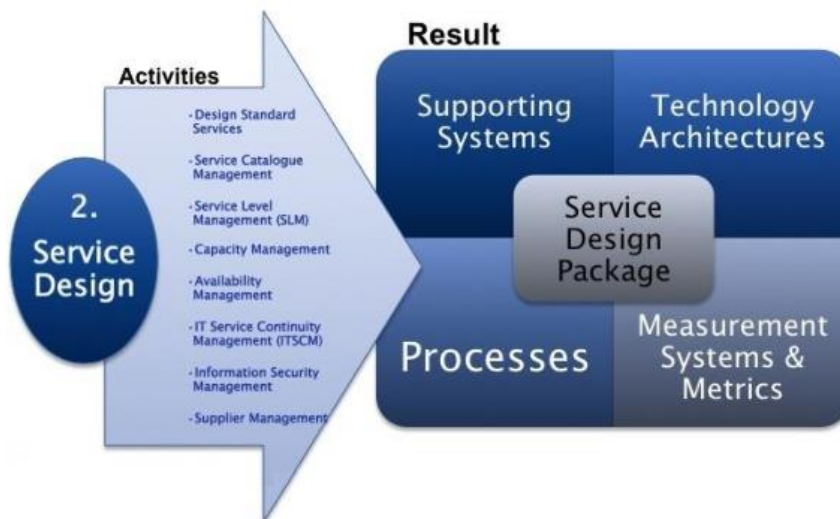 Result
Activities
2.
Service
Design
- Design Standard
Services
- Service Catalogue
Management
- Service Level
Management (SLM)
- Capacity Management
- Availability
Management
- IT Service Continuity
Management (ITSCM)
- Information Security
Management
- Supplier Management
Supporting
Systems
Technology
Architectures
Service
Design
Package
Processes
Measurement
Systems &
Metrics